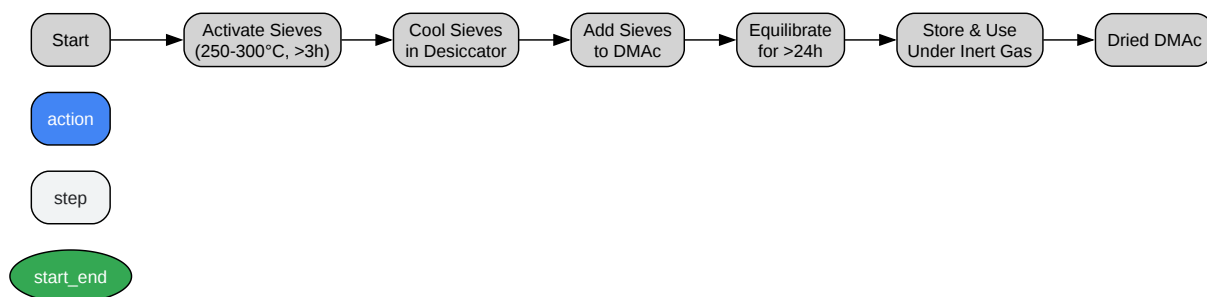 Start
Activate Sieves
(250-300°C, >3h)
Cool Sieves
in Desiccator
Add Sieves
to DMAc
Equilibrate
for >24h
Store & Use
Under Inert Gas
Dried DMAc
action
step
start_end